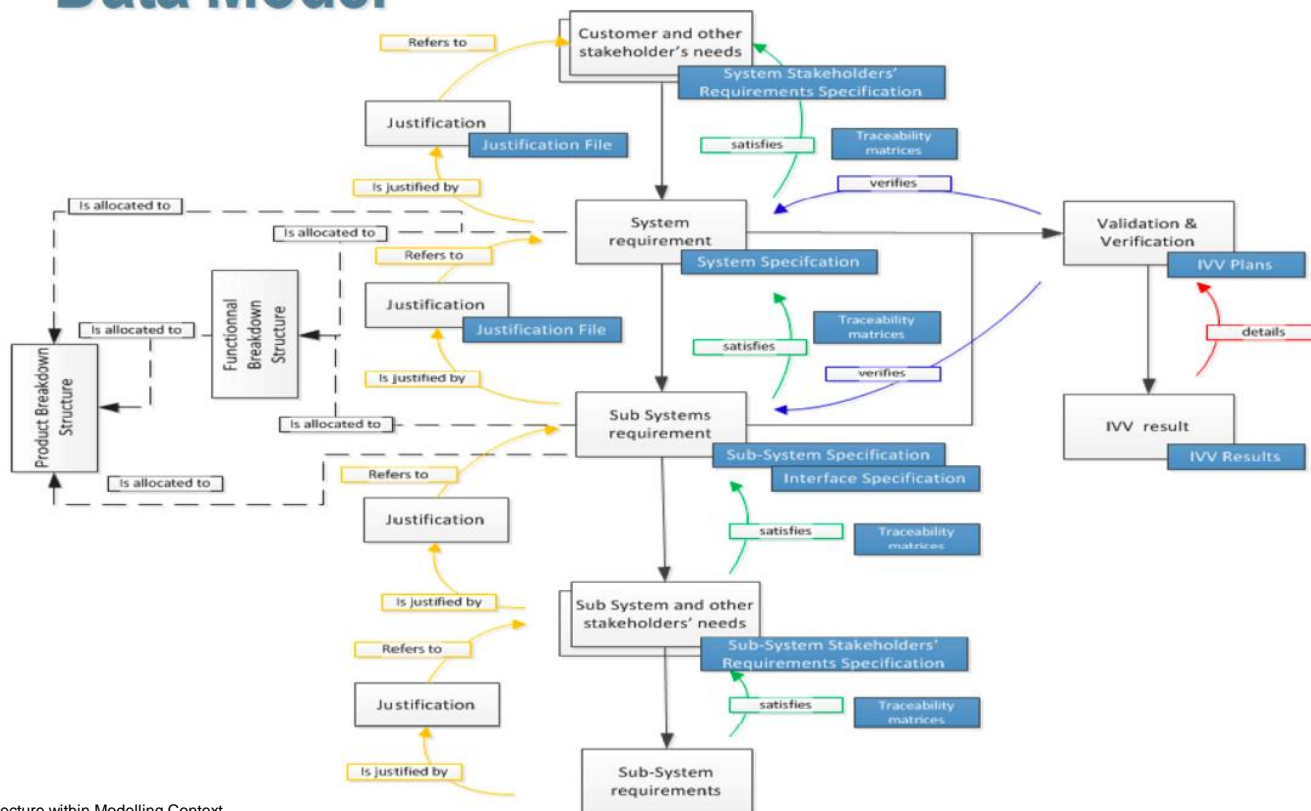 Data Model
Customer and other
stakeholder's needs
System Stakeholders'
Requirements Specification
Refers to
Justification
Justification File
satisfies
Traceability
matrices
Is justified by
verifies
Is allocated to
Is allocated to
System
requirement
System Specifcation
Validation &
Verification
IVV Plans
Refers to
Justification
Justification File
Functionnal
Breakdown
Structure
Is allocated to
Product Breakdown
Structure
satisfies
Traceability
matrices
details
Is justified by
verifies
Is allocated to
Sub Systems
requirement
Sub-System Specification
Interface Specification
IVV result
IVV Results
Refers to
Is allocated to
Justification
satisfies
Traceability
matrices
Is justified by
Sub System and other
stakeholders' needs
Sub-System Stakeholders'
Requirements Specification
Refers to
Justification
satisfies
Traceability
matrices
Is justified by
Sub-System
requirements
within Modelling Context